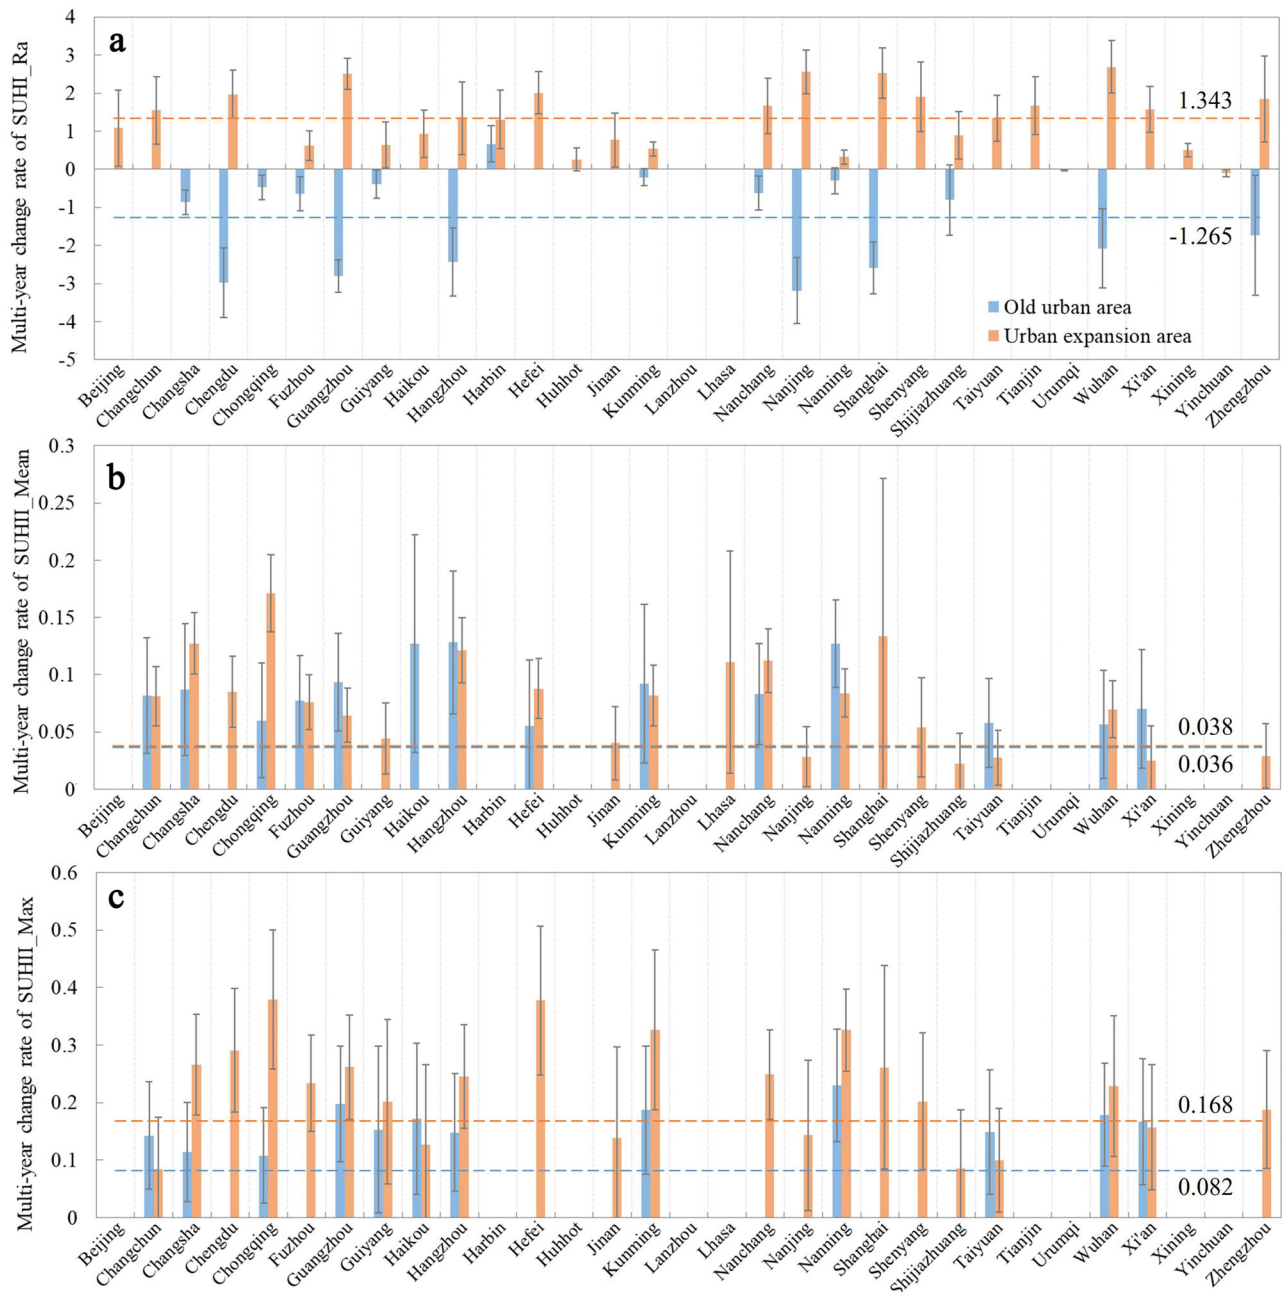 a
Multi-year change rate of SUHI_Ra
4
3
2
1
0
-1
-2
-3
-4
-5
1.343
-1.265
Old urban area
Urban expansion area
Beijing
Changchun
Changsha
Chengdu
Chongqing
Fuzhou
Guangzhou
Guiyang
Haikou
Hangzhou
Harbin
Hefei
Huhhot
Jinan
Kunming
Lanzhou
Lhasa
Nanchang
Nanjing
Nanning
Shanghai
Shenyang
Shijiazhuang
Taiyuan
Tianjin
Urumqi
Wuhan
Xi'an
Xining
Yinchuan
Zhengzhou
b
Multi-year change rate of SUHII_Mean
0.3
0.25
0.2
0.15
0.1
0.05
0
0.038
0.036
Beijing
Changchun
Changsha
Chengdu
Chongqing
Fuzhou
Guangzhou
Guiyang
Haikou
Hangzhou
Harbin
Hefei
Huhhot
Jinan
Kunming
Lanzhou
Lhasa
Nanchang
Nanjing
Nanning
Shanghai
Shenyang
Shijiazhuang
Taiyuan
Tianjin
Urumqi
Wuhan
Xi'an
Xining
Yinchuan
Zhengzhou
c
Multi-year change rate of SUHII_Max
0.6
0.5
0.4
0.3
0.2
0.1
0
0.168
0.082
Beijing
Changchun
Changsha
Chengdu
Chongqing
Fuzhou
Guangzhou
Guiyang
Haikou
Hangzhou
Harbin
Hefei
Huhhot
Jinan
Kunming
Lanzhou
Lhasa
Nanchang
Nanjing
Nanning
Shanghai
Shenyang
Shijiazhuang
Taiyuan
Tianjin
Urumqi
Wuhan
Xi'an
Xining
Yinchuan
Zhengzhou